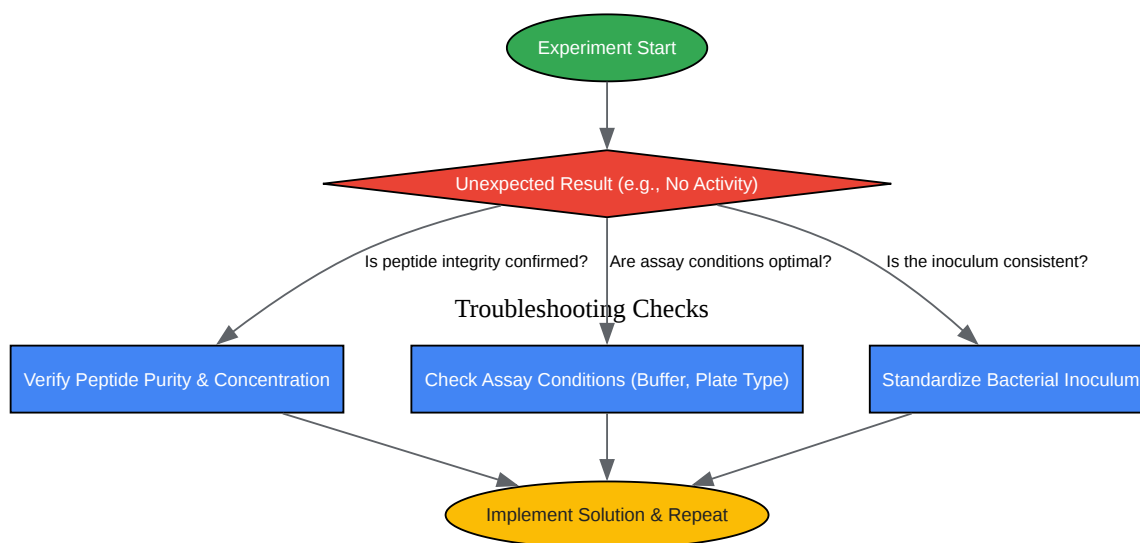 Experiment Start
Unexpected Result (e.g., No Activity)
Is peptide integrity confirmed?
Are assay conditions optimal?
Is the inoculum consistent?
Troubleshooting Checks
Verify Peptide Purity & Concentration
Check Assay Conditions (Buffer, Plate Type)
Standardize Bacterial Inoculum
Implement Solution & Repeat